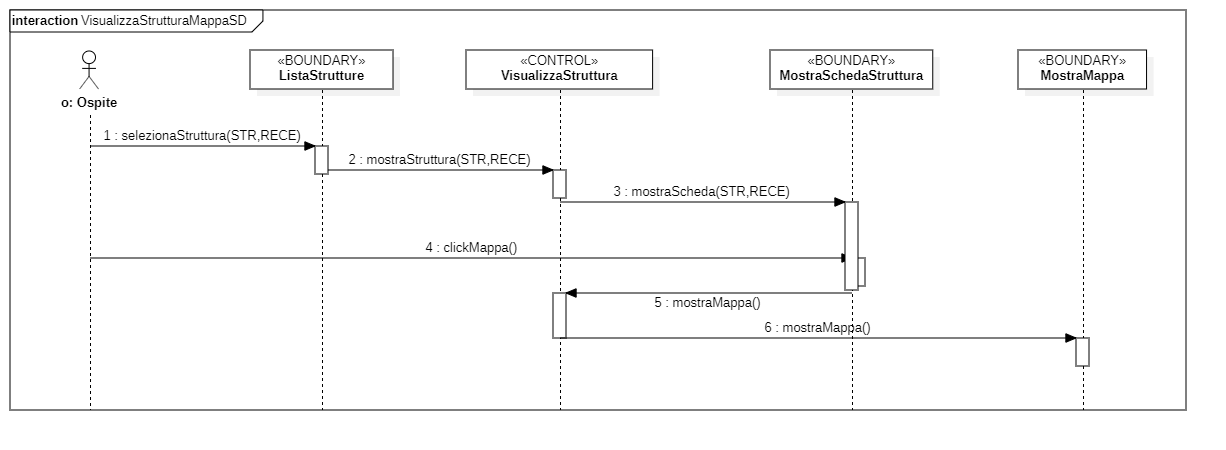 interaction VisualizzaStrutturaMappaSD
«BOUNDARY»
ListaStrutture
«CONTROL»
VisualizzaStruttura
«BOUNDARY»
MostraSchedaStruttura
«BOUNDARY»
MostraMappa
o: Ospite
1 : selezionaStruttura(STR,RECE)
2 : mostraStruttura(STR,RECE)
3 : mostraScheda(STR,RECE)
4 : clickMappa()
5 : mostraMappa()
6 : mostraMappa()